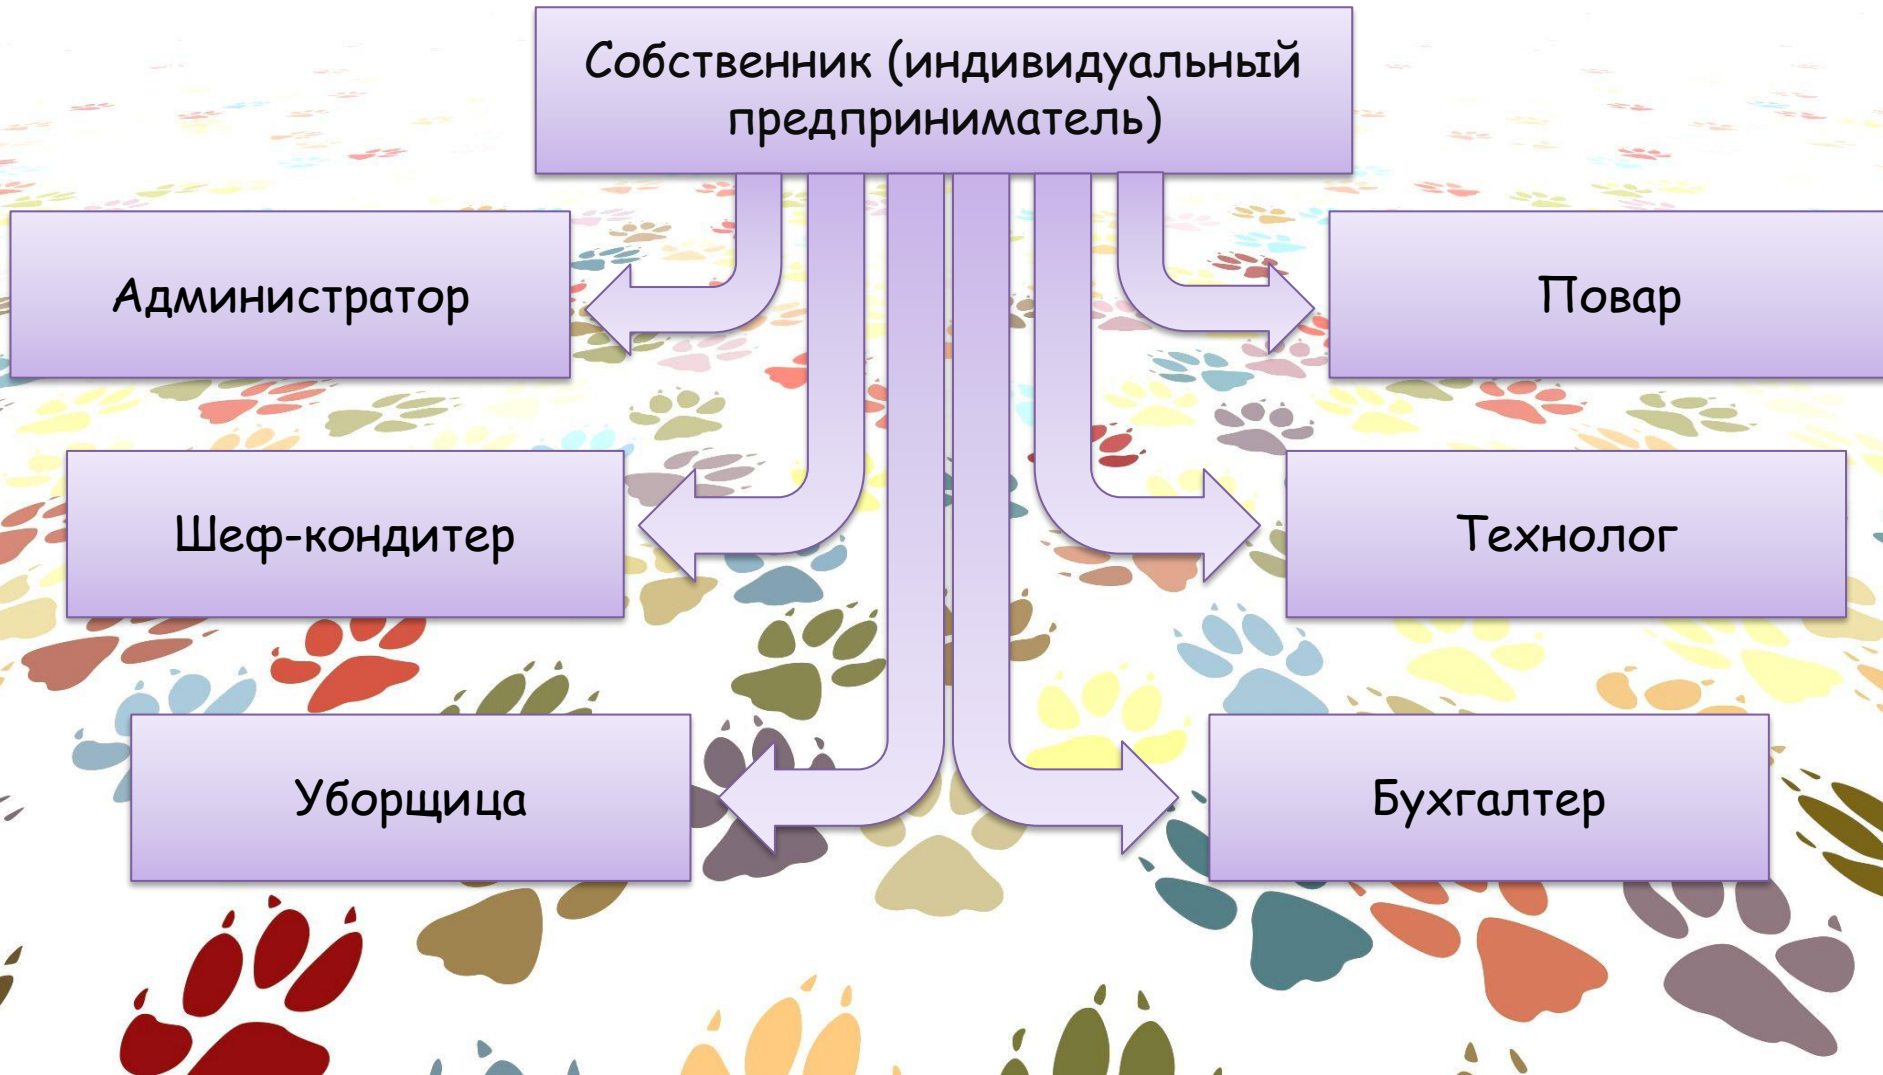 Собственник (индивидуальный
предприниматель)
Администратор
Повар
Шеф-кондитер
Технолог
Уборщица
Бухгалтер